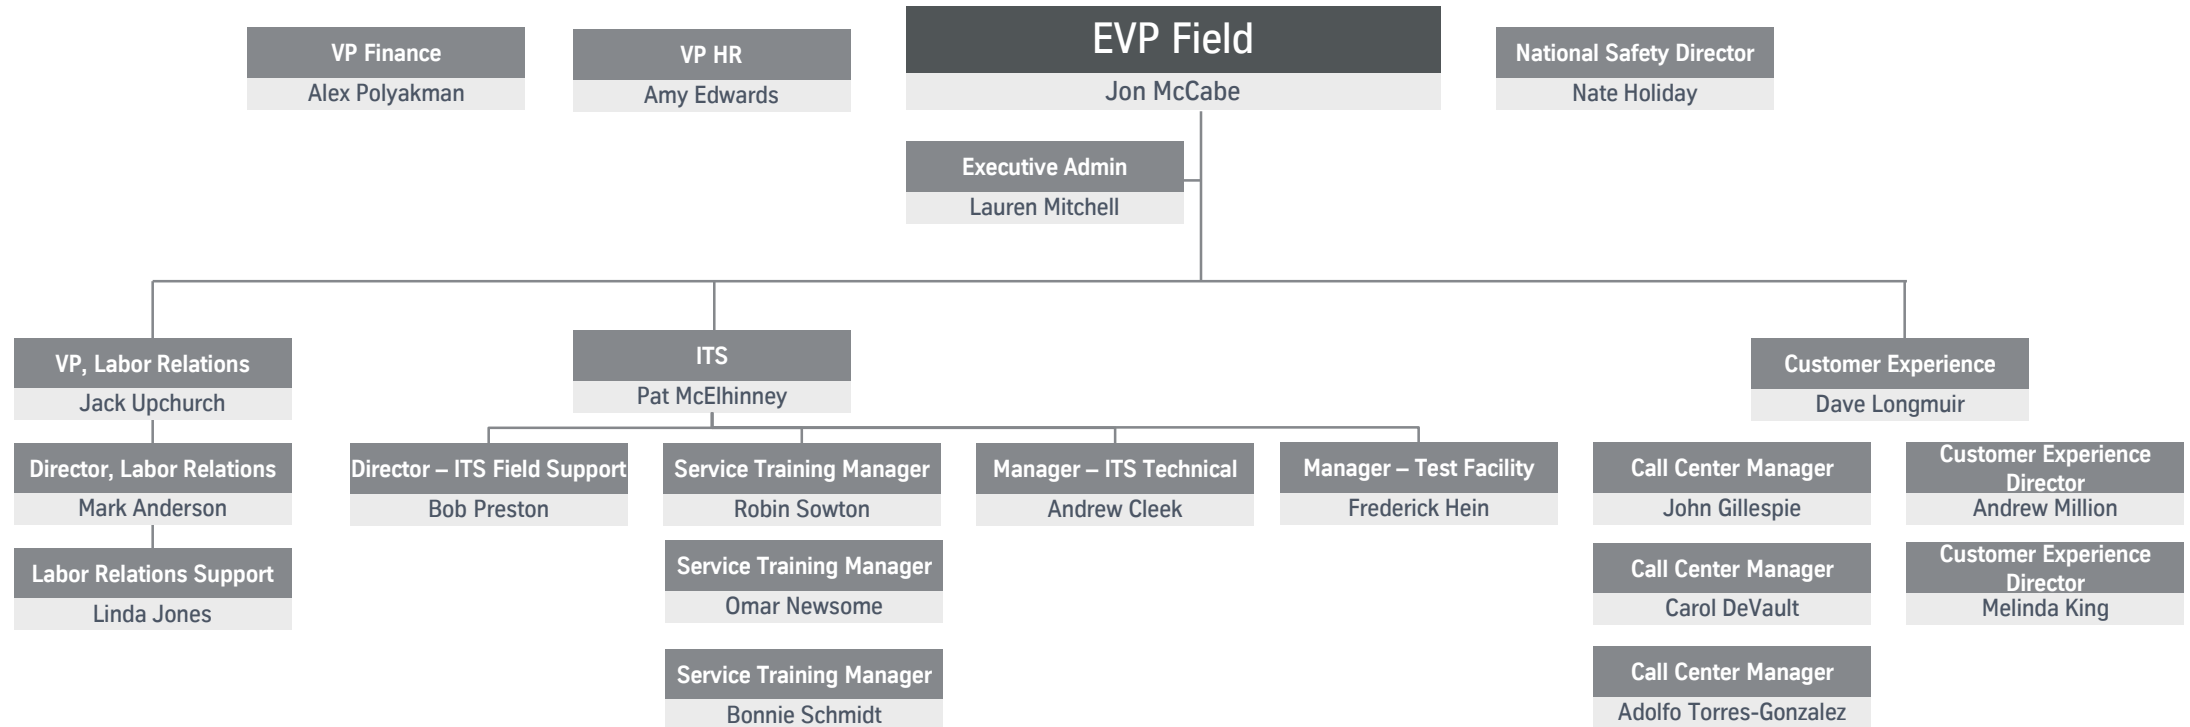 VP Finance
Alex Polyakman
VP HR
Amy Edwards
EVP Field
Jon McCabe
National Safety Director
Nate Holiday
Executive Admin
Lauren Mitchell
VP, Labor Relations
Jack Upchurch
ITS
Pat McElhinney
Customer Experience
Dave Longmuir
Director, Labor Relations
Mark Anderson
Director – ITS Field Support
Bob Preston
Service Training Manager
Robin Sowton
Manager – ITS Technical
Andrew Cleek
Manager – Test Facility
Frederick Hein
Call Center Manager
John Gillespie
Customer Experience
Director
Andrew Million
Labor Relations Support
Linda Jones
Service Training Manager
Omar Newsome
Call Center Manager
Carol DeVault
Customer Experience
Director
Melinda King
Service Training Manager
Bonnie Schmidt
Call Center Manager
Adolfo Torres-Gonzalez